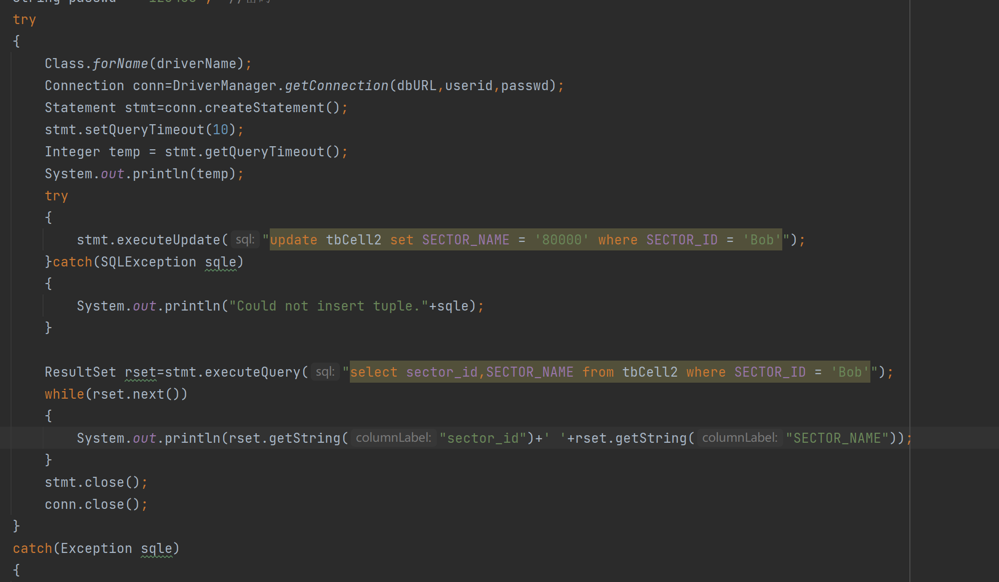 try
{
Class.forName(driverName);
Connection conn=DriverManager.getConnection(dbURL,userid,passwd);
Statement stmt=conn.createStatement();
stmt.setQueryTimeout(10);
Integer temp = stmt.getQueryTimeout();
System.out.println(temp);
try
{
stmt.executeUpdate( sql: "update tbCell2 set SECTOR_NAME = '80000' where SECTOR_ID = 'Bob'");
}catch(SQLException sqle)
{
System.out.println("Could not insert tuple."+sqle);
}
ResultSet rset=stmt.executeQuery( sql: "select sector_id,SECTOR_NAME from tbCell2 where SECTOR_ID = 'Bob'");
while(rset.next())
{
System.out.println(rset.getString( columnLabel: "sector_id")+' '+rset.getString( columnLabel: "SECTOR_NAME"));
}
stmt.close();
conn.close();
}
catch(Exception sqle)
{